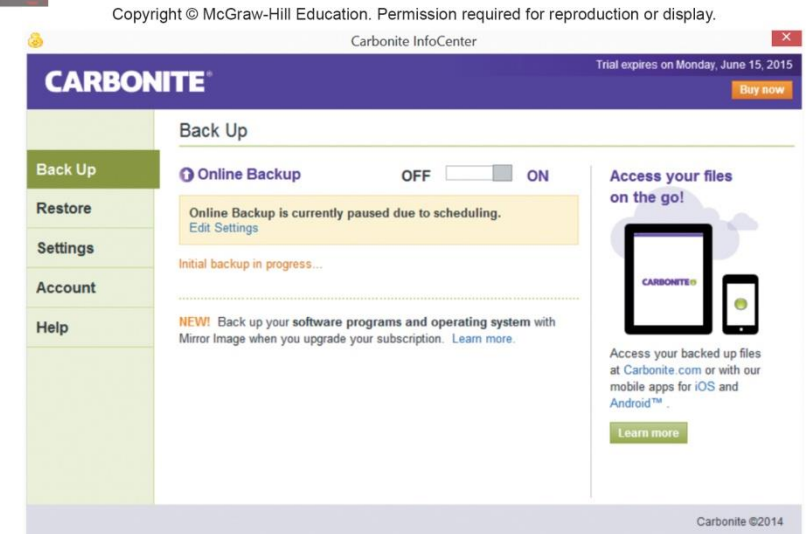 Copyright © McGraw-Hill Education. Permission required for reproduction or display.
Carbonite InfoCenter
Trial expires on Monday, June 15, 2015
CARBONITE®
Buy now
Back Up
Back Up
Restore
Settings
Account
Help
Online Backup OFF ON
Online Backup is currently paused due to scheduling.
Edit Settings
Initial backup in progress...
NEW! Back up your software programs and operating system with
Mirror Image when you upgrade your subscription. Learn more.
Access your files
on the go!
CARBONITE
Access your backed up files
at Carbonite.com or with our
mobile apps for iOS and
Android™ .
Learn more
Carbonite ©2014